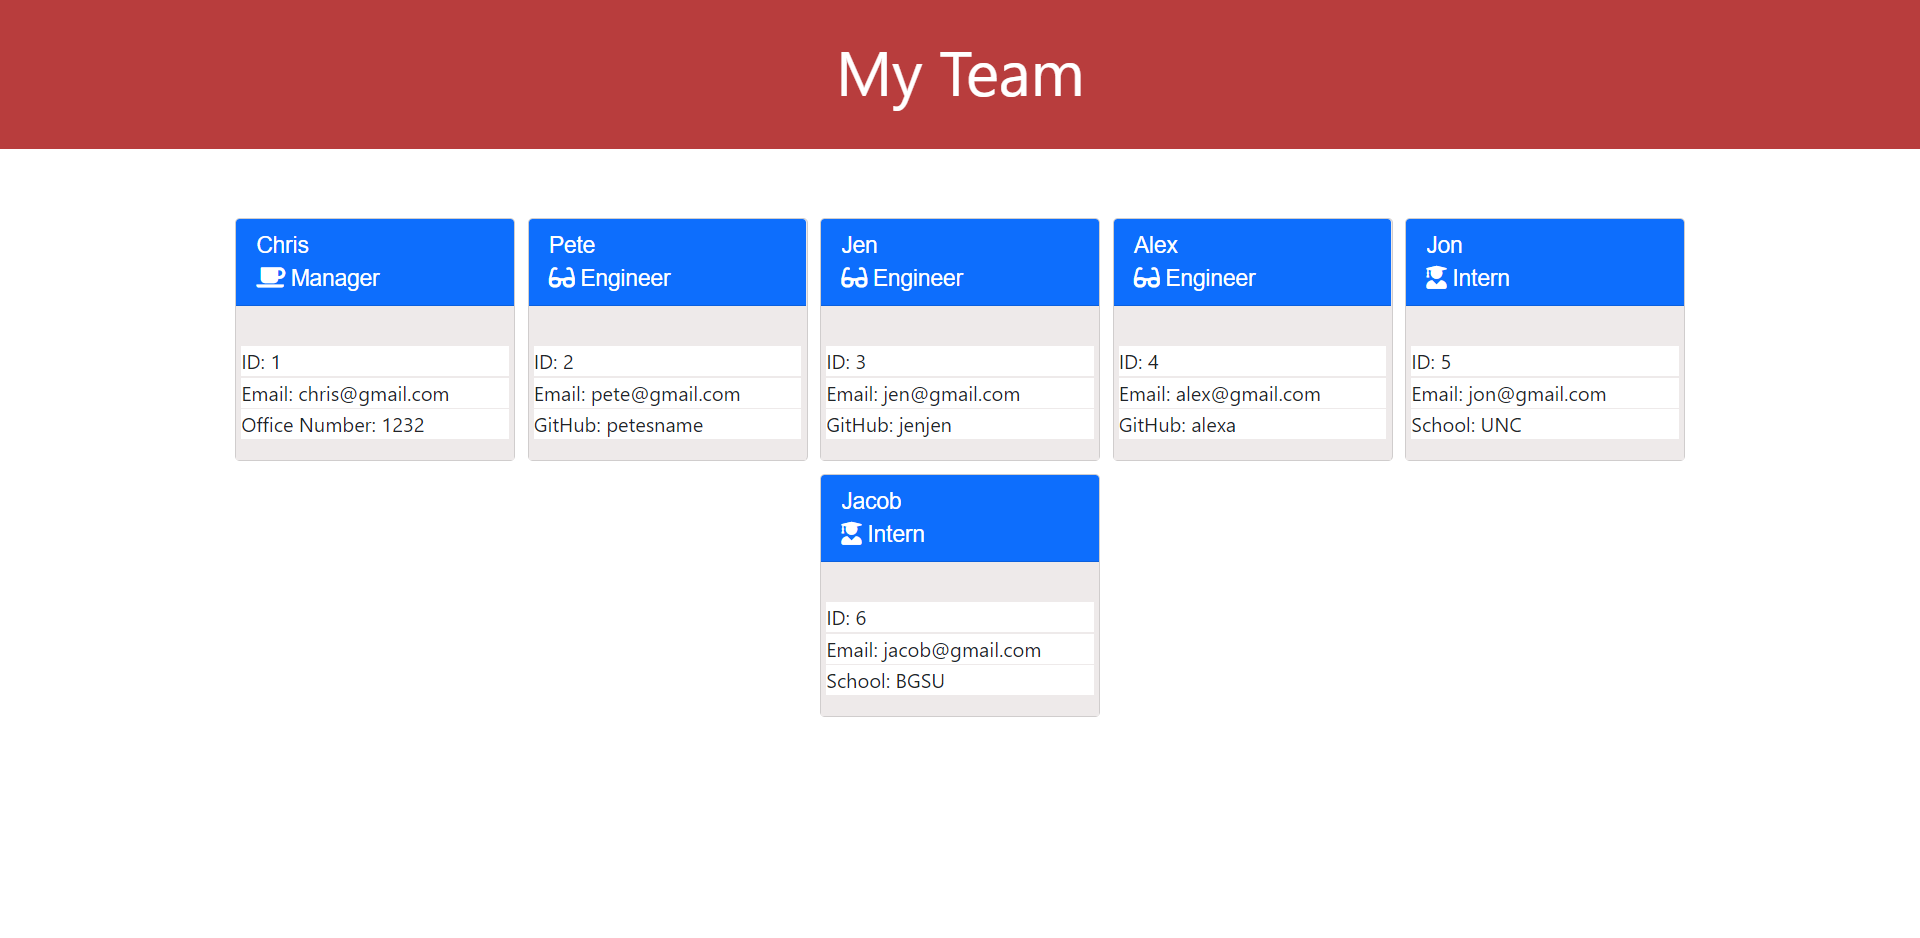 My Team
Chris
Manager
ID: 1
Email: chris@gmail.com
Office Number: 1232
Pete
Engineer
ID: 2
Email: pete@gmail.com
GitHub: petesname
Jen
Engineer
ID: 3
Email: jen@gmail.com
GitHub: jenjen
Alex
Engineer
ID: 4
Email: alex@gmail.com
GitHub: alexa
Jon
Intern
ID: 5
Email: jon@gmail.com
School: UNC
Jacob
Intern
ID: 6
Email: jacob@gmail.com
School: BGSU